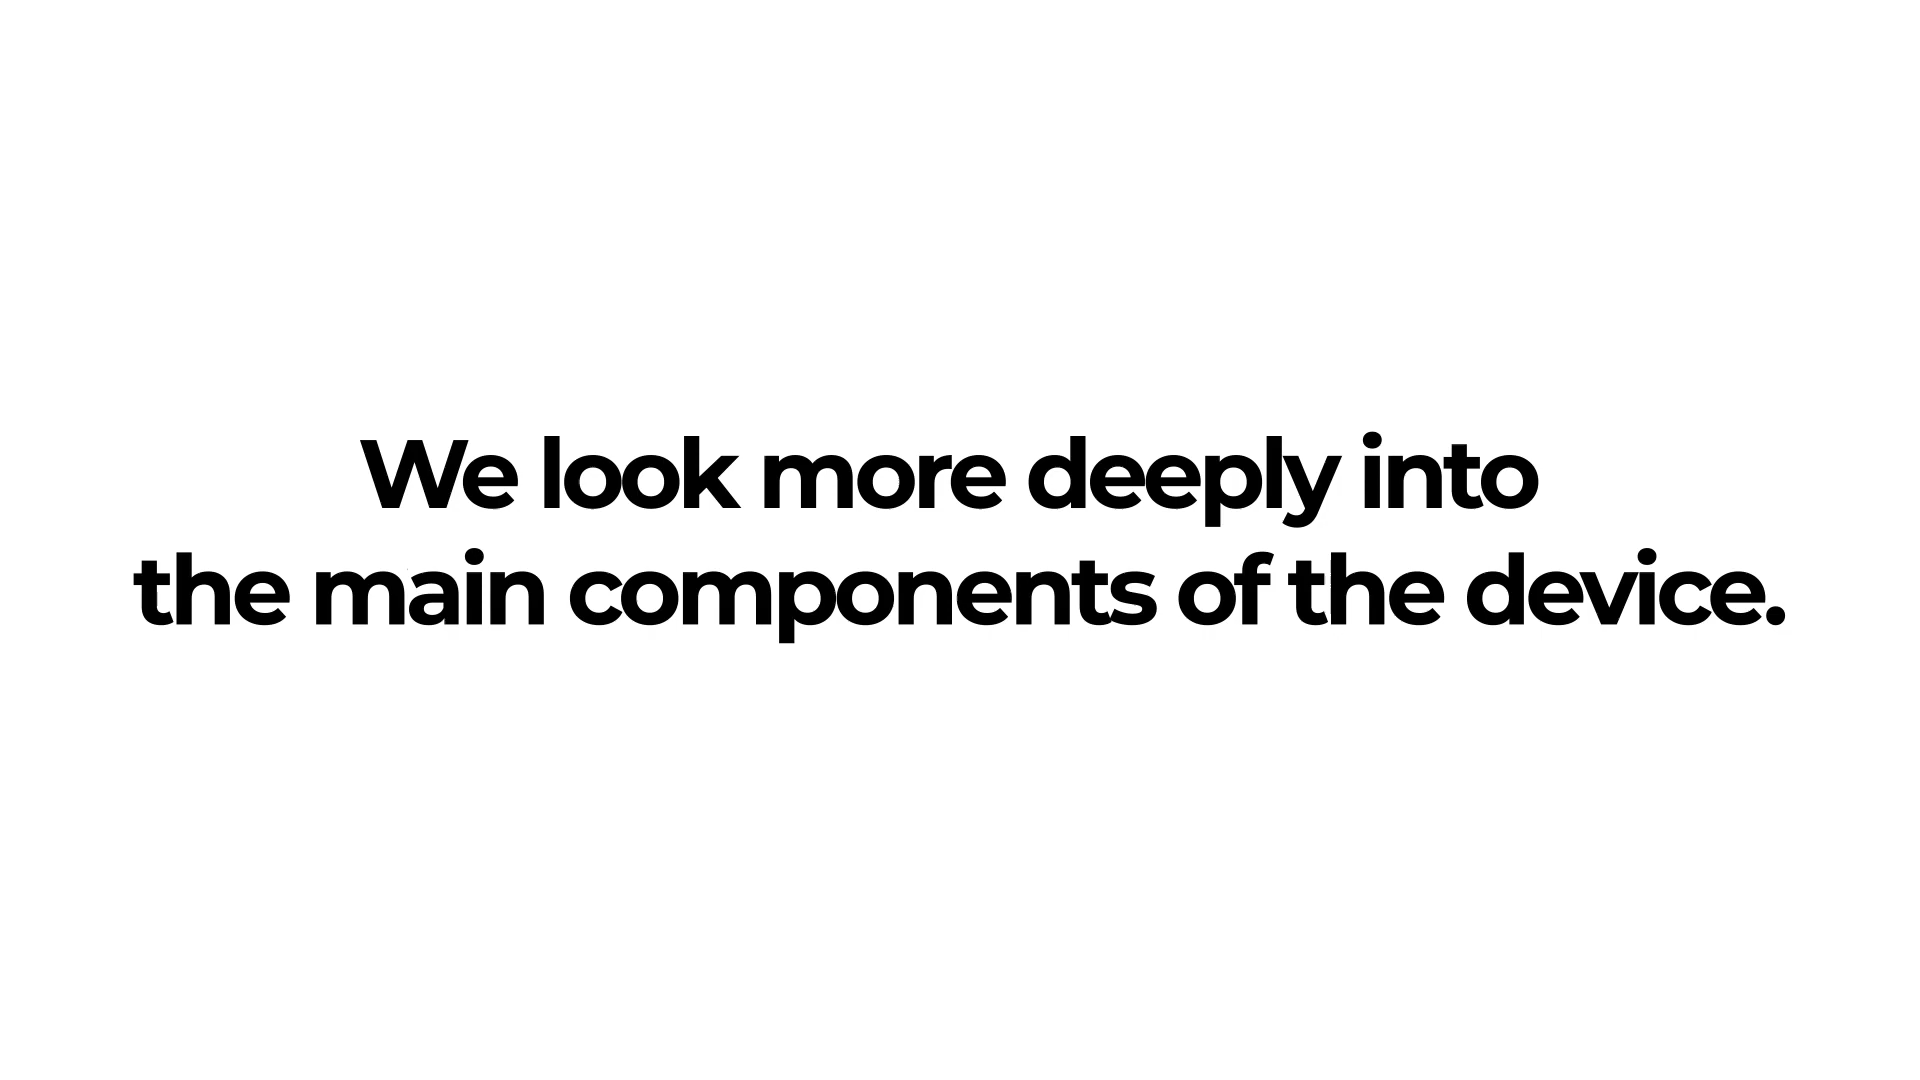 We look more deeply into
the main components of the device.